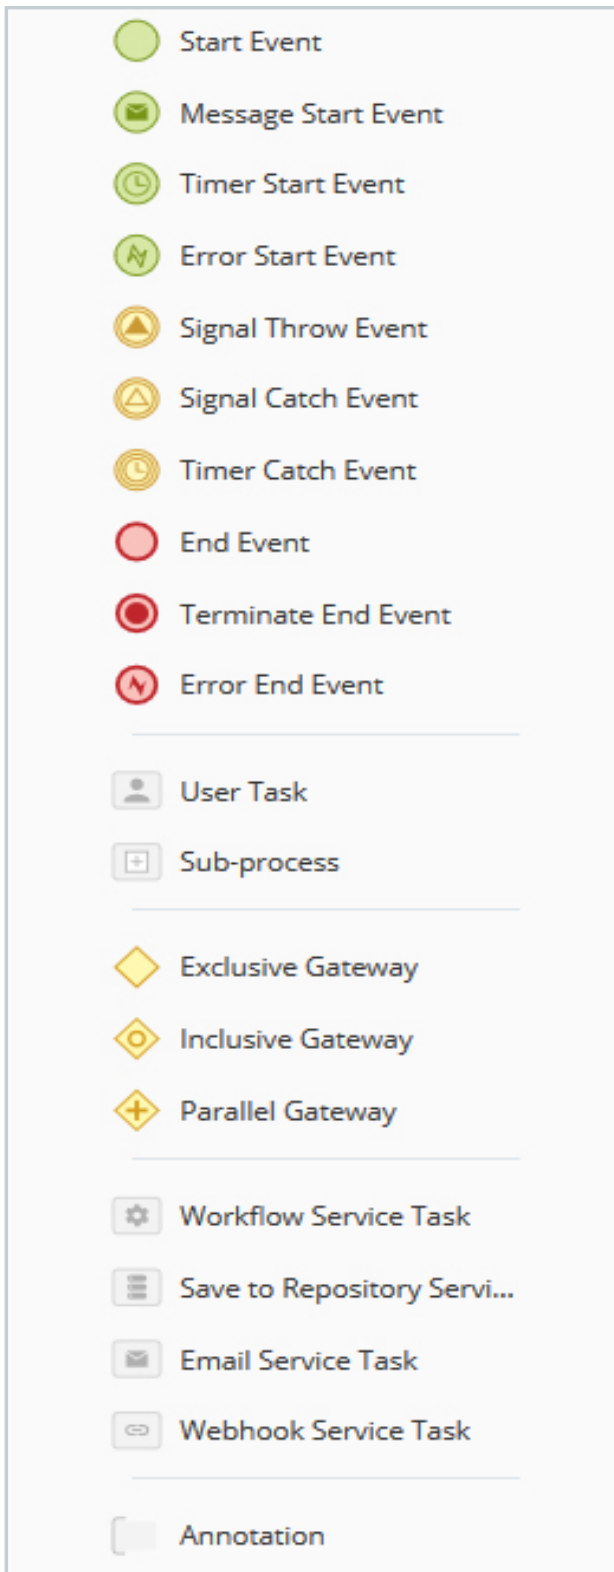 Start Event
Message Start Event
Timer Start Event
Error Start Event
Signal Throw Event
Signal Catch Event
Timer Catch Event
End Event
Terminate End Event
Error End Event
User Task
Sub-process
Exclusive Gateway
Inclusive Gateway
Parallel Gateway
Workflow Service Task
Save to Repository Servi...
Email Service Task
Webhook Service Task
Annotation